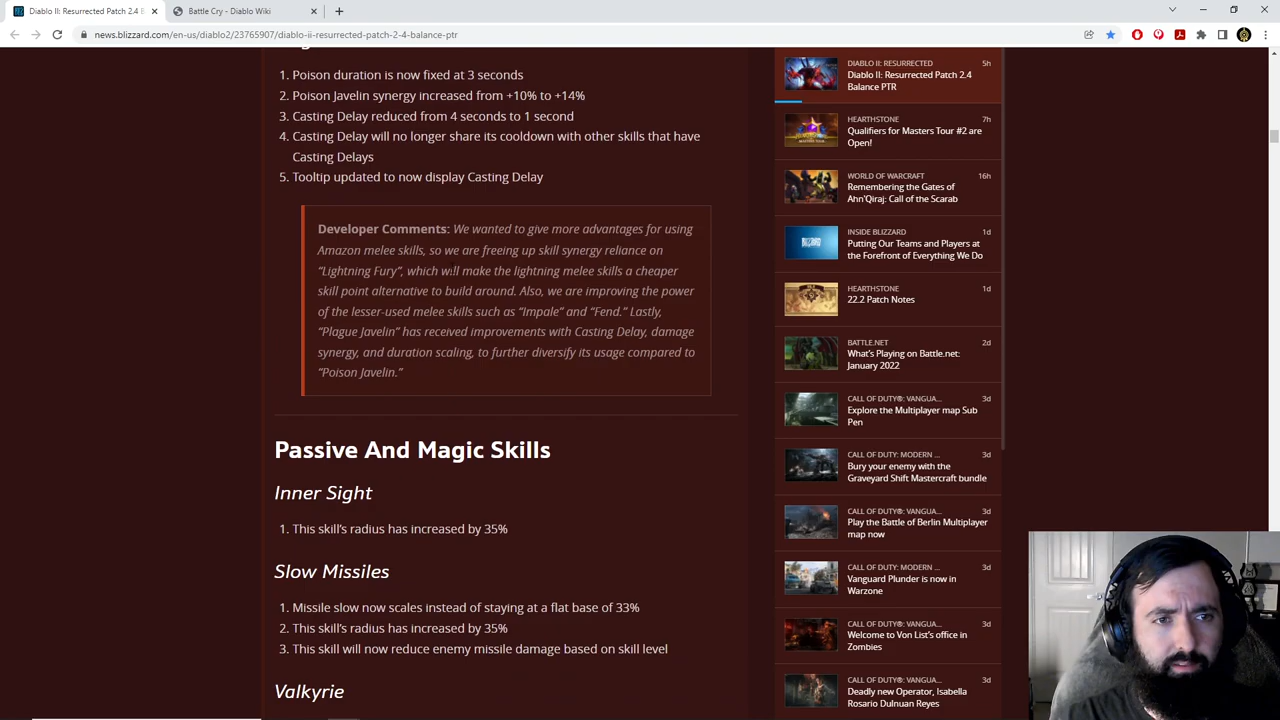 Diablo II: Resurrected Patch 2.4 B
Battle Cry - Diablo Wiki
news.blizzard.com/en-us/diablo2/23765907/diablo-ii-resurrected-patch-2-4-balance-ptr
1. Poison duration is now fixed at 3 seconds
2. Poison Javelin synergy increased from +10% to +14%
3. Casting Delay reduced from 4 seconds to 1 second
4. Casting Delay will no longer share its cooldown with other skills that have
Casting Delays
5. Tooltip updated to now display Casting Delay
Developer Comments: We wanted to give more advantages for using
Amazon melee skills, so we are freeing up skill synergy reliance on
“Lightning Fury”, which will make the lightning melee skills a cheaper
skill point alternative to build around. Also, we are improving the power
of the lesser-used melee skills such as “Impale” and “Fend.” Lastly,
“Plague Javelin” has received improvements with Casting Delay, damage
synergy, and duration scaling, to further diversify its usage compared to
“Poison Javelin.”
Passive And Magic Skills
Inner Sight
1. This skill’s radius has increased by 35%
Slow Missiles
1. Missile slow now scales instead of staying at a flat base of 33%
2. This skill’s radius has increased by 35%
3. This skill will now reduce enemy missile damage based on skill level
Valkyrie
DIABLO II: RESURRECTED 5h
Diablo II: Resurrected Patch 2.4
Balance PTR
HEARTHSTONE 7h
Qualifiers for Masters Tour #2 are
Open!
WORLD OF WARCRAFT 16h
Remembering the Gates of
Ahn'Qiraj: Call of the Scarab
INSIDE BLIZZARD 1d
Putting Our Teams and Players at
the Forefront of Everything We Do
HEARTHSTONE 1d
22.2 Patch Notes
BATTLE.NET 2d
What’s Playing on Battle.net:
January 2022
CALL OF DUTY®: VANGUA... 3d
Explore the Multiplayer map Sub
Pen
CALL OF DUTY: MODERN ... 3d
Bury your enemy with the
Graveyard Shift Mastercraft bundle
CALL OF DUTY®: VANGUA... 3d
Play the Battle of Berlin Multiplayer
map now
CALL OF DUTY: MODERN ... 3d
Vanguard Plunder is now in
Warzone
CALL OF DUTY®: VANGUA... 3d
Welcome to Von List’s office in
Zombies
CALL OF DUTY®: VANGUA... 3d
Deadly new Operator, Isabella
Rosario Dulnuan Reyes